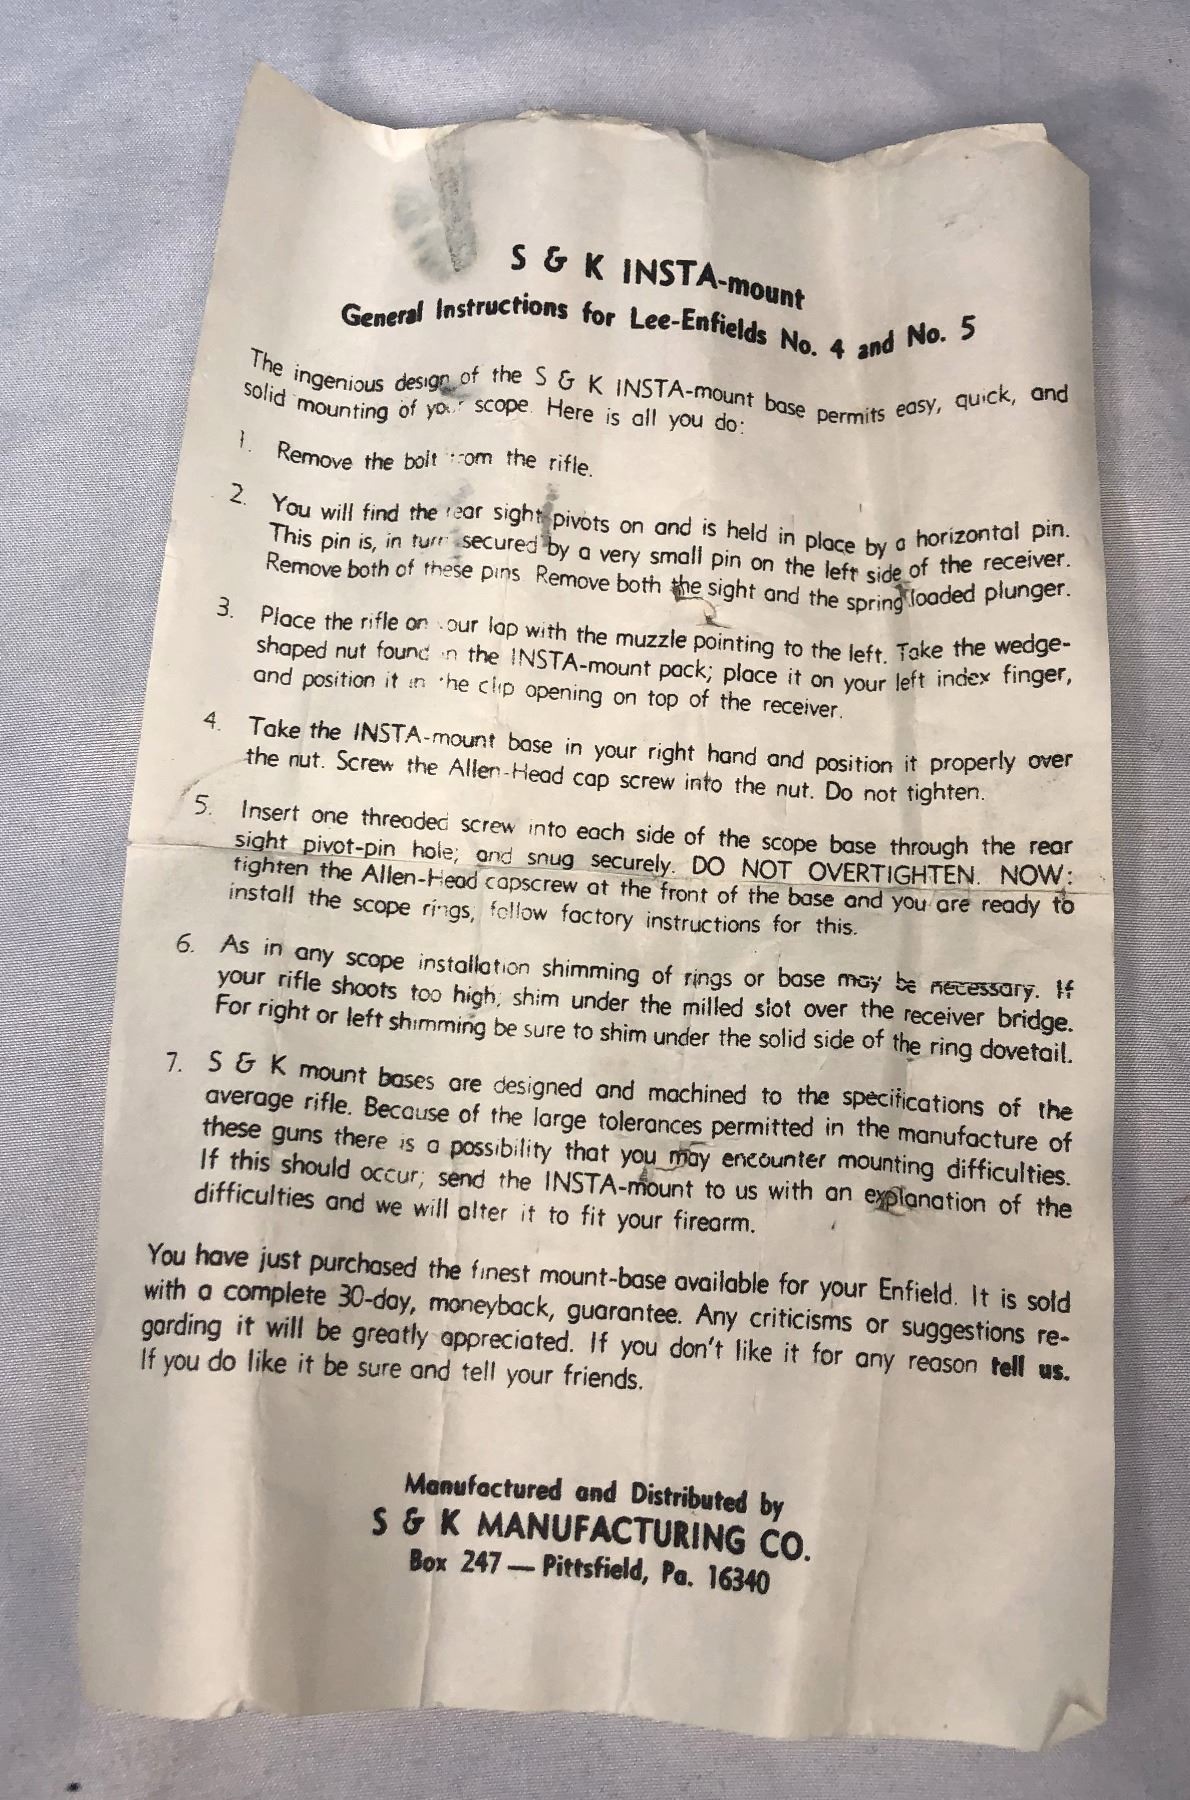 S & K INSTA-mount
General Instructions for Lee-Enfields No. 4 and No. 5
The ingenious design of the S & K INSTA-mount base permits easy, quick, and
solid mounting of your scope. Here is all you do:
1. Remove the bolt from the rifle.
2. You will find the rear sight pivots on and is held in place by a horizontal pin.
This pin is, in turn secured by a very small pin on the left side of the receiver.
Remove both of these pins. Remove both the sight and the spring loaded plunger.
3. Place the rifle on your lap with the muzzle pointing to the left. Take the wedge-
shaped nut found in the INSTA-mount pack; place it on your left index finger,
and position it in the clip opening on top of the receiver.
4. Take the INSTA-mount base in your right hand and position it properly over
the nut. Screw the Allen-Head cap screw into the nut. Do not tighten.
5. Insert one threaded screw into each side of the scope base through the rear
sight pivot-pin hole; and snug securely. DO NOT OVERTIGHTEN. NOW:
tighten the Allen-Head capscrew at the front of the base and you are ready to
install the scope rings, follow factory instructions for this.
6. As in any scope installation shimming of rings or base may be necessary. If
your rifle shoots too high, shim under the milled slot over the receiver bridge.
For right or left shimming be sure to shim under the solid side of the ring dovetail.
7. S & K mount bases are designed and machined to the specifications of the
average rifle. Because of the large tolerances permitted in the manufacture of
these guns there is a possibility that you may encounter mounting difficulties.
If this should occur, send the INSTA-mount to us with an explanation of the
difficulties and we will alter it to fit your firearm.
You have just purchased the finest mount-base available for your Enfield. It is sold
with a complete 30-day, moneyback, guarantee. Any criticisms or suggestions re-
garding it will be greatly appreciated. If you don't like it for any reason tell us.
If you do like it be sure and tell your friends.
Manufactured and Distributed by
S & K MANUFACTURING CO.
Box 247 — Pittsfield, Pa. 16340